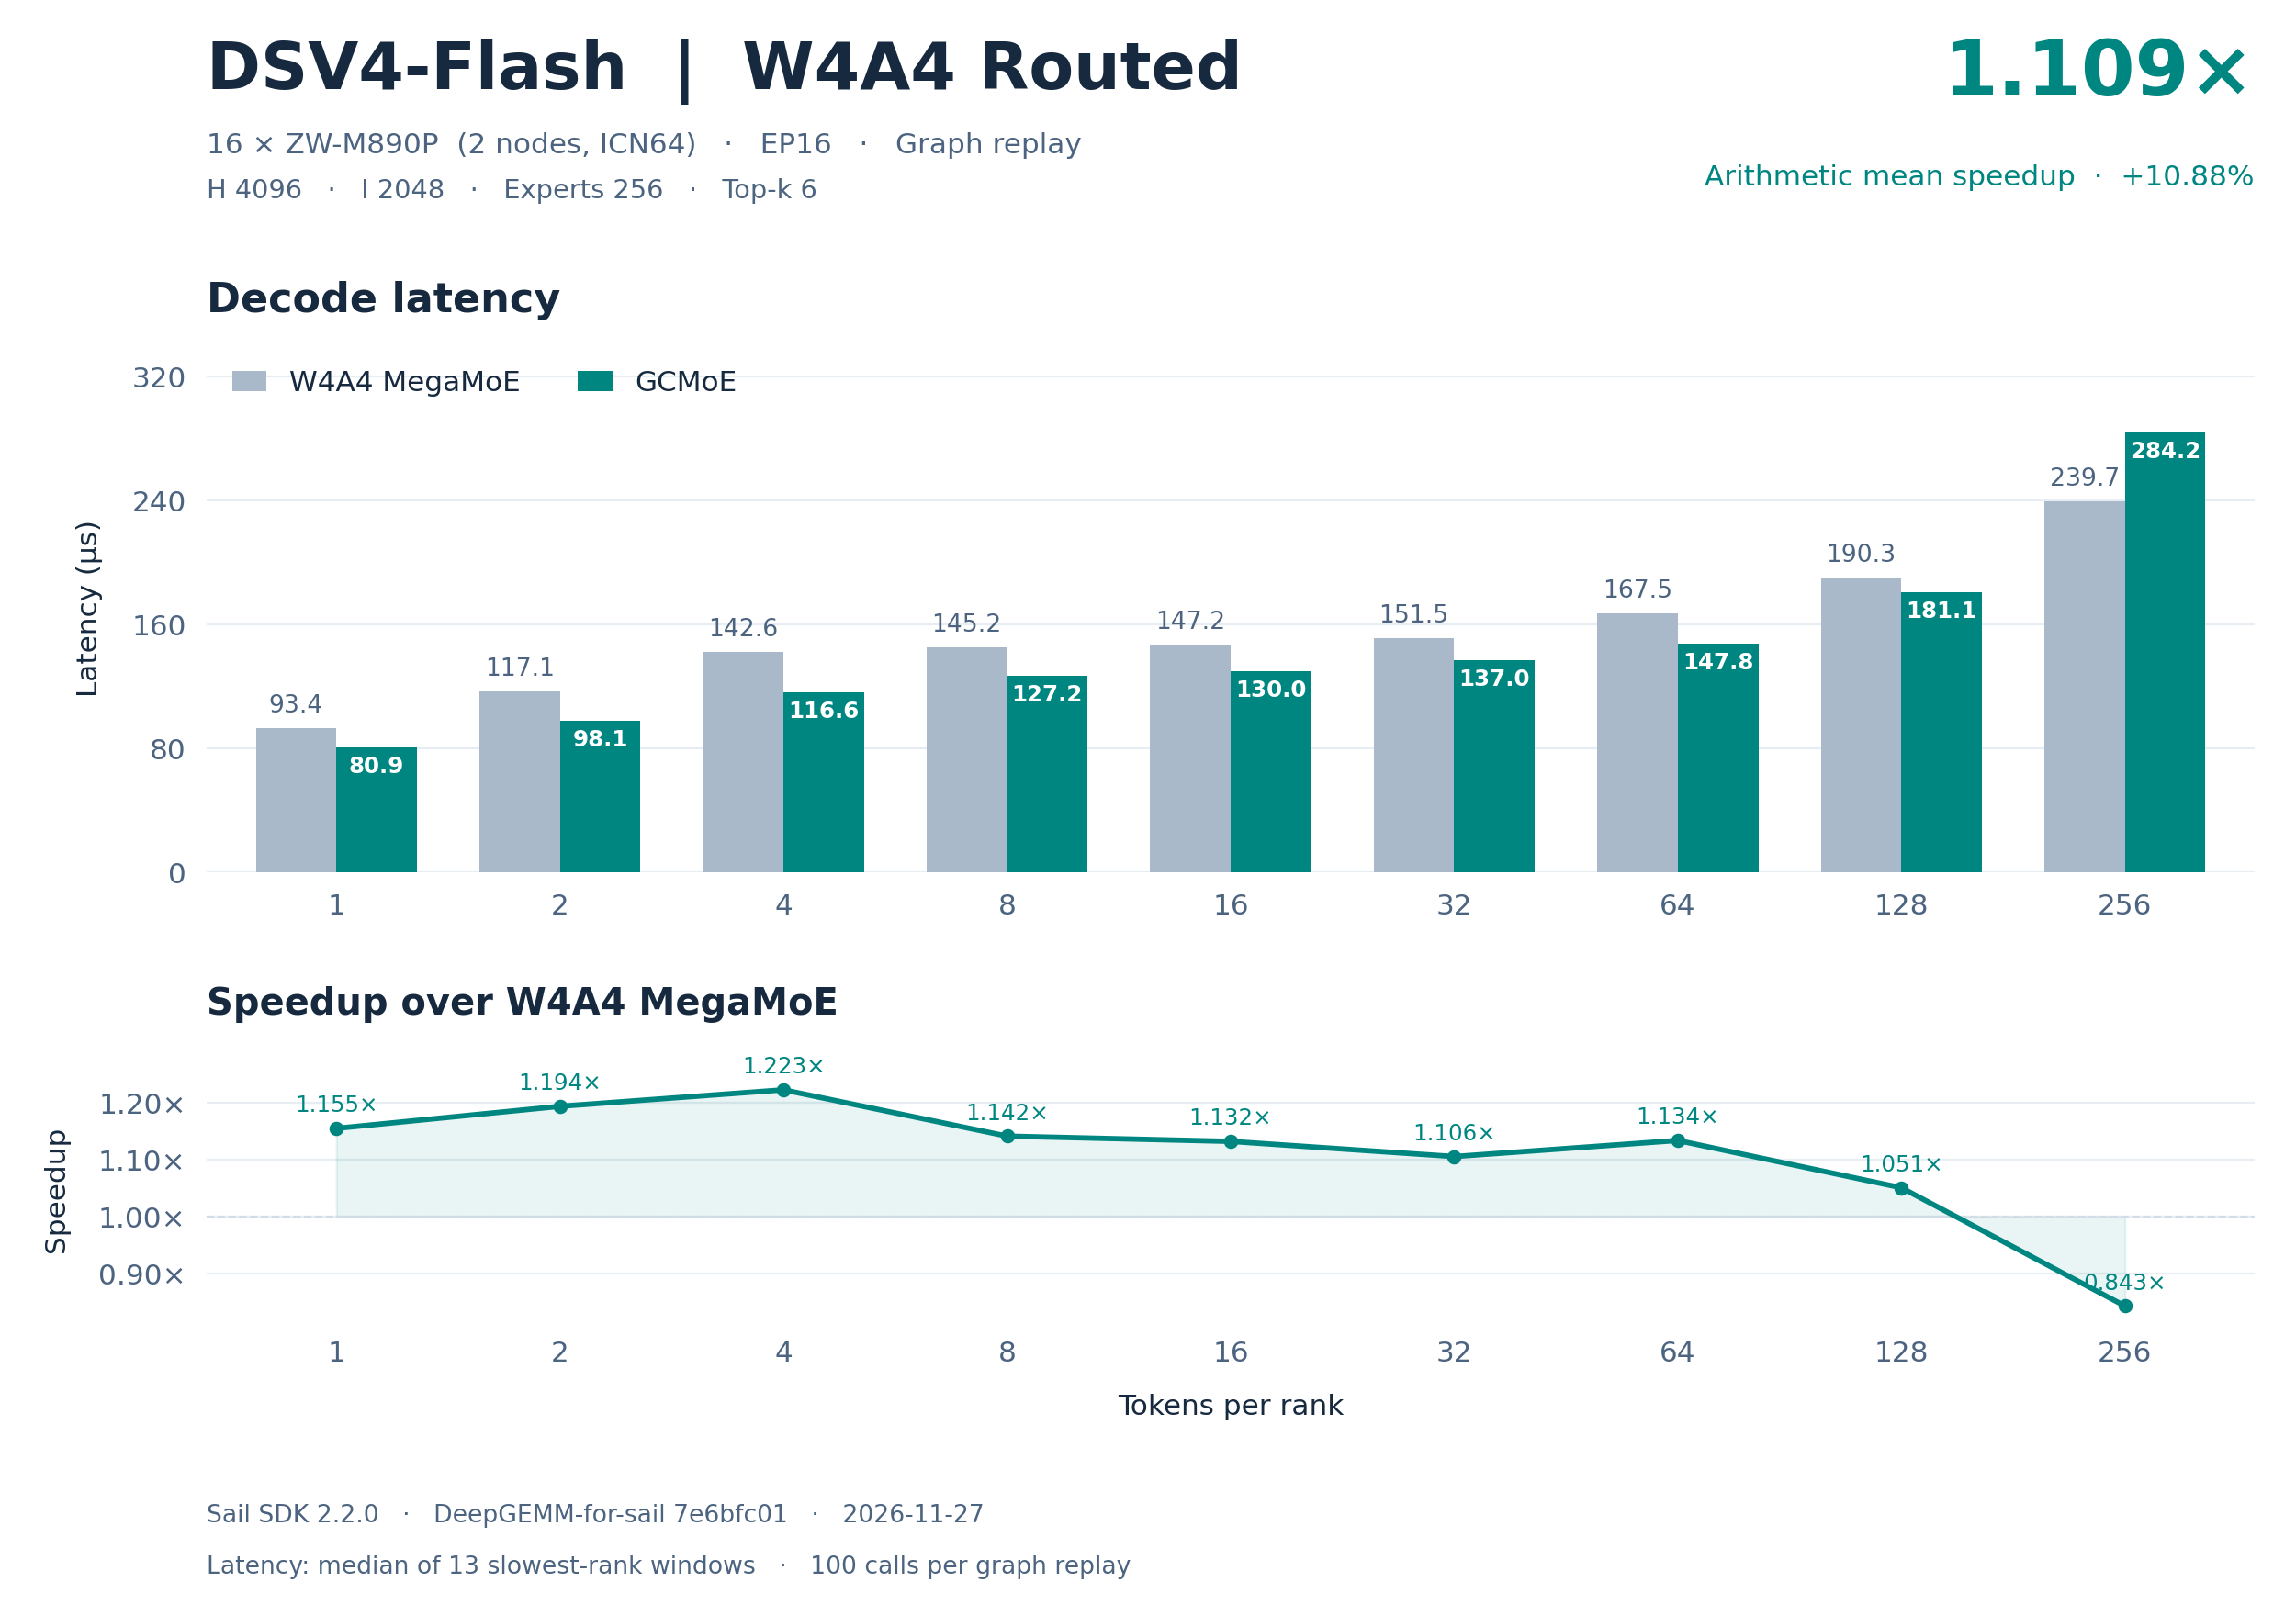 DSV4-Flash | W4A4 Routed
1.109×
16 × ZW-M890P (2 nodes, ICN64) · EP16 · Graph replay
Arithmetic mean speedup · +10.88%
H 4096 · I 2048 · Experts 256 · Top-k 6
Decode latency
W4A4 MegaMoE
GCMoE
Latency (μs)
320
240
160
80
0
93.4
80.9
117.1
98.1
142.6
116.6
145.2
127.2
147.2
130.0
151.5
137.0
167.5
147.8
190.3
181.1
239.7
284.2
1 2 4 8 16 32 64 128 256
Speedup over W4A4 MegaMoE
Speedup
1.20×
1.10×
1.00×
0.90×
1.155×
1.194×
1.223×
1.142×
1.132×
1.106×
1.134×
1.051×
0.843×
1 2 4 8 16 32 64 128 256
Tokens per rank
Sail SDK 2.2.0 · DeepGEMM-for-sail 7e6bfc01 · 2026-11-27
Latency: median of 13 slowest-rank windows · 100 calls per graph replay